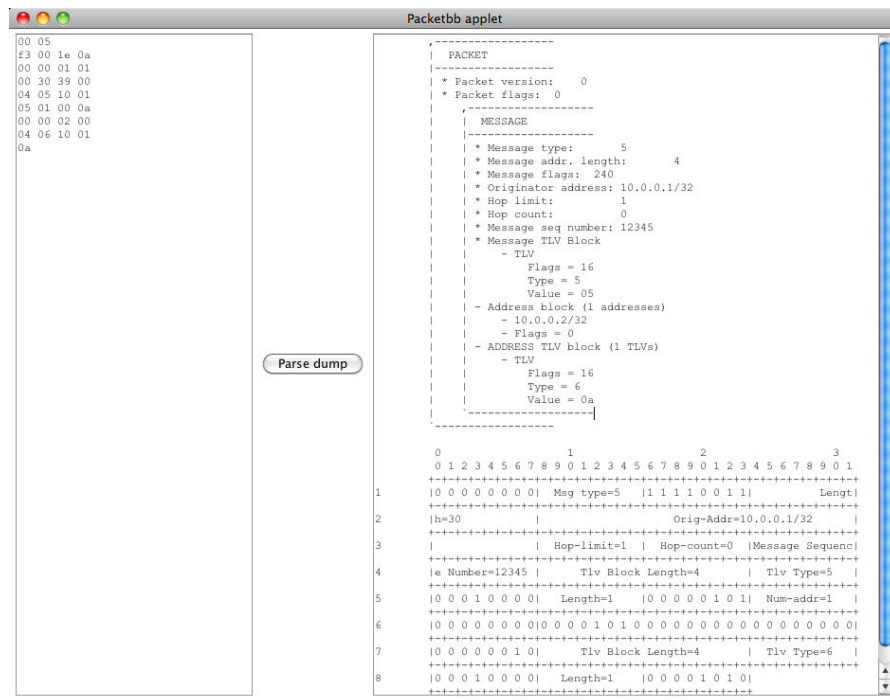 Packetbb applet
00 05
f3 00 1e 0a
00 00 01 01
00 30 39 00
04 05 10 01
05 01 00 0a
00 00 02 00
04 06 10 01
0a
Parse dump
,------------------
| PACKET
|------------------
| * Packet version: 0
| * Packet flags: 0
| ,-------------------
| | MESSAGE
| |-------------------
| | * Message type: 5
| | * Message addr. length: 4
| | * Message flags: 240
| | * Originator address: 10.0.0.1/32
| | * Hop limit: 1
| | * Hop count: 0
| | * Message seq number: 12345
| | * Message TLV Block
| | - TLV
| | Flags = 16
| | Type = 5
| | Value = 05
| | - Address block (1 addresses)
| | - 10.0.0.2/32
| | - Flags = 0
| | - ADDRESS TLV block (1 TLVs)
| | - TLV
| | Flags = 16
| | Type = 6
| | Value = 0a
| `-------------------
`------------------
0 1 2 3
0 1 2 3 4 5 6 7 8 9 0 1 2 3 4 5 6 7 8 9 0 1 2 3 4 5 6 7 8 9 0 1
+-+-+-+-+-+-+-+-+-+-+-+-+-+-+-+-+-+-+-+-+-+-+-+-+-+-+-+-+-+-+-+-+
1 |0 0 0 0 0 0 0 0| Msg type=5 |1 1 1 1 0 0 1 1| Lengt|
+-+-+-+-+-+-+-+-+-+-+-+-+-+-+-+-+-+-+-+-+-+-+-+-+-+-+-+-+-+-+-+-+
2 |h=30 | Orig-Addr=10.0.0.1/32 |
+-+-+-+-+-+-+-+-+-+-+-+-+-+-+-+-+-+-+-+-+-+-+-+-+-+-+-+-+-+-+-+-+
3 | | Hop-limit=1 | Hop-count=0 |Message Sequenc|
+-+-+-+-+-+-+-+-+-+-+-+-+-+-+-+-+-+-+-+-+-+-+-+-+-+-+-+-+-+-+-+-+
4 |e Number=12345 | Tlv Block Length=4 | Tlv Type=5 |
+-+-+-+-+-+-+-+-+-+-+-+-+-+-+-+-+-+-+-+-+-+-+-+-+-+-+-+-+-+-+-+-+
5 |0 0 0 1 0 0 0 0| Length=1 |0 0 0 0 0 1 0 1| Num-addr=1 |
+-+-+-+-+-+-+-+-+-+-+-+-+-+-+-+-+-+-+-+-+-+-+-+-+-+-+-+-+-+-+-+-+
6 |0 0 0 0 0 0 0 0|0 0 0 0 1 0 1 0 0 0 0 0 0 0 0 0 0 0 0 0 0 0 0 0|
+-+-+-+-+-+-+-+-+-+-+-+-+-+-+-+-+-+-+-+-+-+-+-+-+-+-+-+-+-+-+-+-+
7 |0 0 0 0 0 0 1 0| Tlv Block Length=4 | Tlv Type=6 |
+-+-+-+-+-+-+-+-+-+-+-+-+-+-+-+-+-+-+-+-+-+-+-+-+-+-+-+-+-+-+-+-+
8 |0 0 0 1 0 0 0 0| Length=1 |0 0 0 0 1 0 1 0|
+-+-+-+-+-+-+-+-+-+-+-+-+-+-+-+-+-+-+-+-+-+-+-+-+